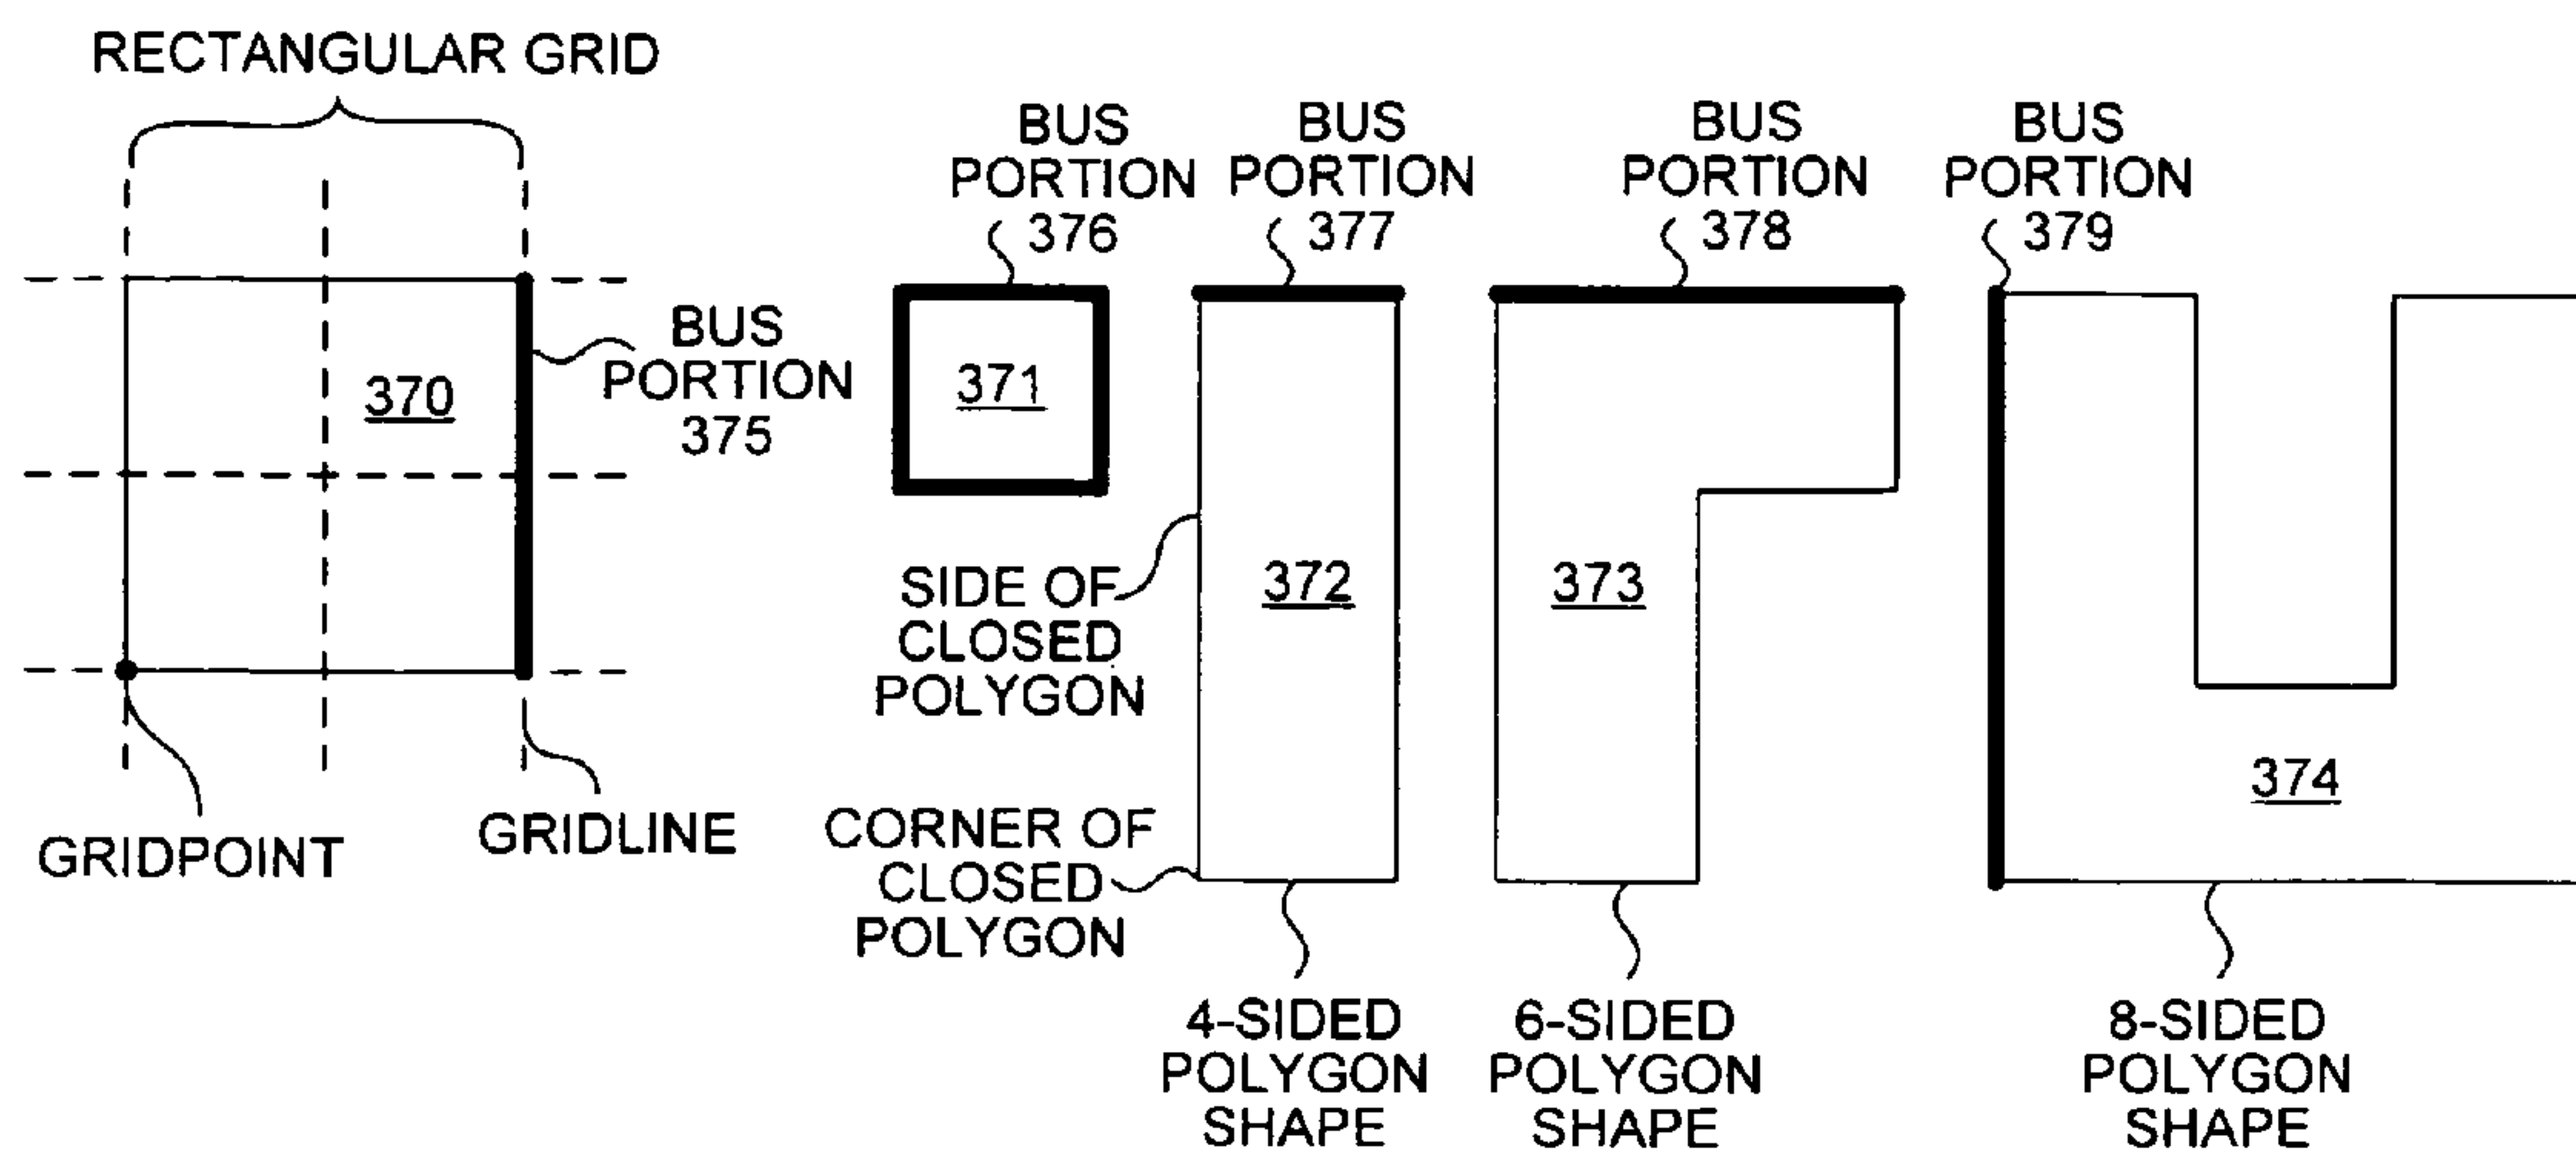 RECTANGULAR GRID
370
BUS
PORTION
375
GRIDPOINT
GRIDLINE
BUS
PORTION
376
371
BUS
PORTION
377
SIDE OF
CLOSED
POLYGON
372
CORNER OF
CLOSED
POLYGON
4-SIDED
POLYGON
SHAPE
BUS
PORTION
378
373
6-SIDED
POLYGON
SHAPE
BUS
PORTION
379
374
8-SIDED
POLYGON
SHAPE